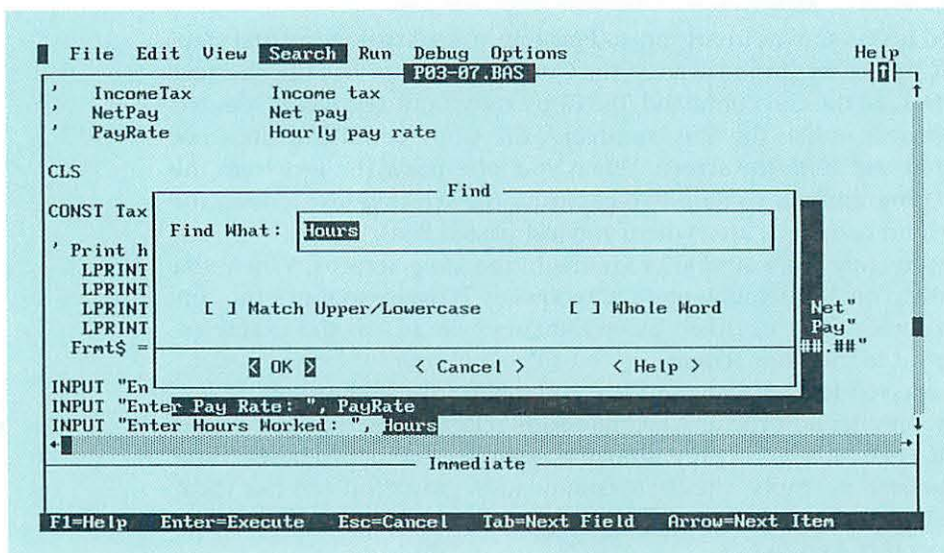 File Edit View Search Run Debug Options Help
P03-07.BAS
' IncomeTax Income tax
' NetPay Net pay
' PayRate Hourly pay rate
CLS
Find
CONST Tax
Find What: Hours
' Print h
LPRINT
LPRINT
LPRINT [ ] Match Upper/Lowercase [ ] Whole Word Net"
LPRINT Pay"
Frmt$ = ##.##"
< OK > < Cancel > < Help >
INPUT "En
INPUT "Enter Pay Rate: ", PayRate
INPUT "Enter Hours Worked: ", Hours
Immediate
F1=Help Enter=Execute Esc=Cancel Tab=Next Field Arrow=Next Item